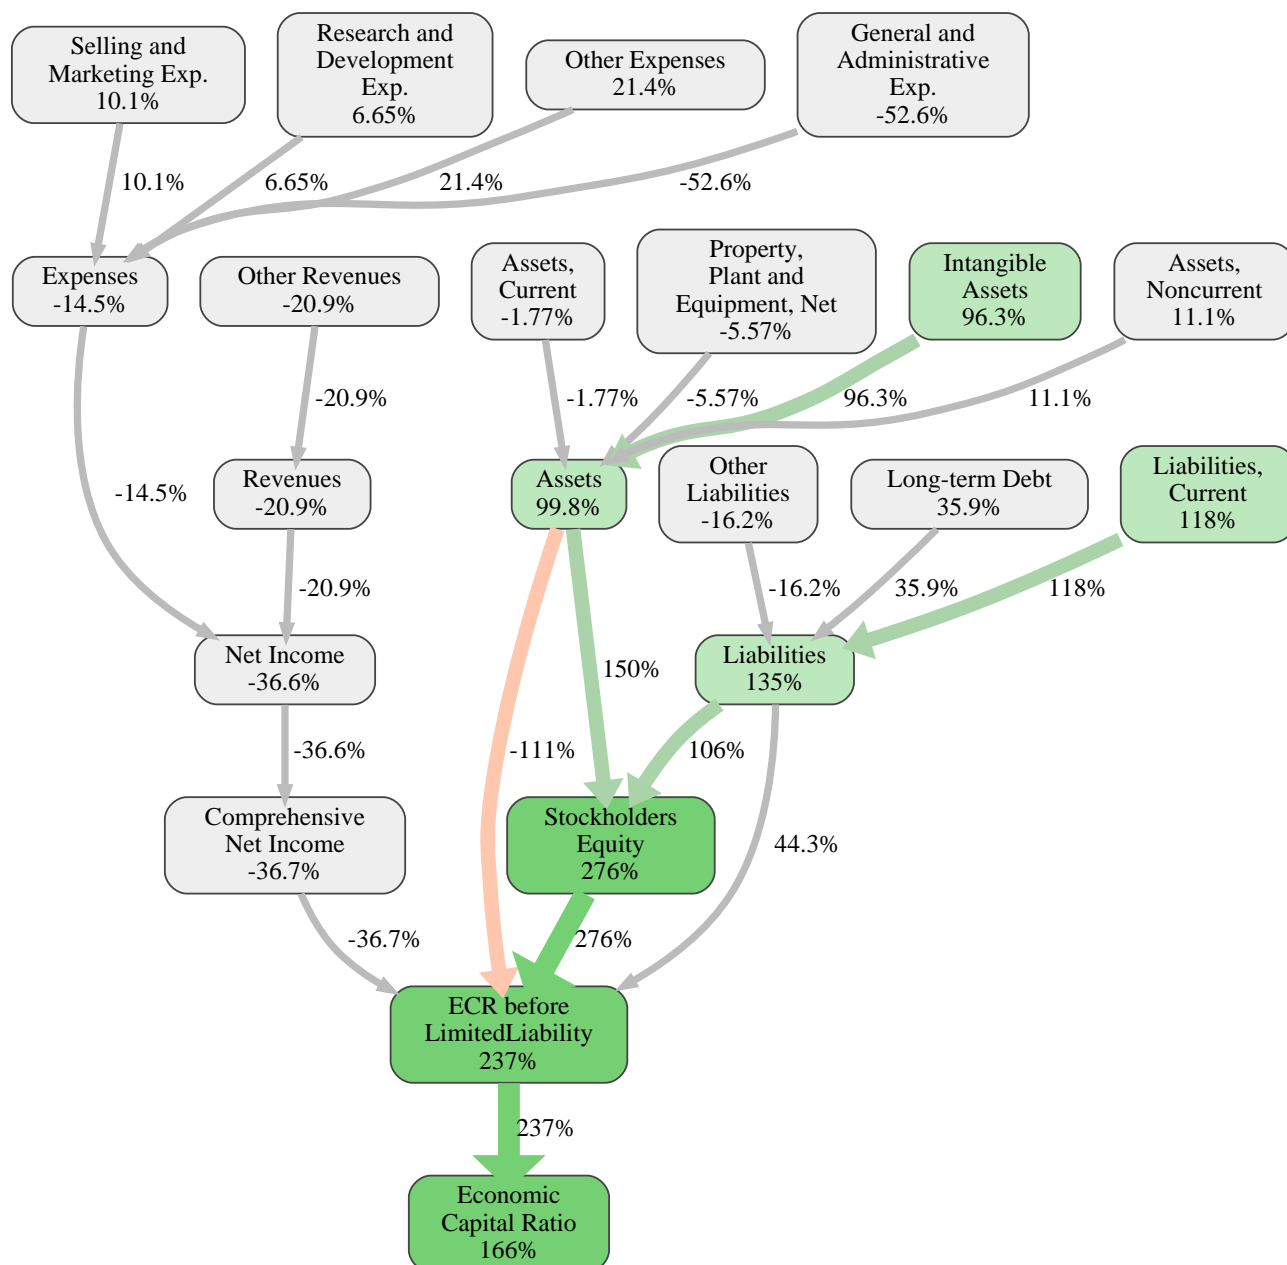 Selling and
Marketing Exp.
10.1%
Research and
Development
Exp.
6.65%
Other Expenses
21.4%
General and
Administrative
Exp.
-52.6%
10.1%
6.65%
21.4%
-52.6%
Expenses
-14.5%
Other Revenues
-20.9%
Assets,
Current
-1.77%
Property,
Plant and
Equipment, Net
-5.57%
Intangible
Assets
96.3%
Assets,
Noncurrent
11.1%
-20.9%
-1.77%
-5.57%
96.3%
11.1%
-14.5%
Revenues
-20.9%
Assets
99.8%
Other
Liabilities
-16.2%
Long-term Debt
35.9%
Liabilities,
Current
118%
-20.9%
-16.2%
35.9%
118%
Net Income
-36.6%
150%
Liabilities
135%
-36.6%
-111%
106%
Comprehensive
Net Income
-36.7%
Stockholders
Equity
276%
44.3%
-36.7%
276%
ECR before
LimitedLiability
237%
237%
Economic
Capital Ratio
166%